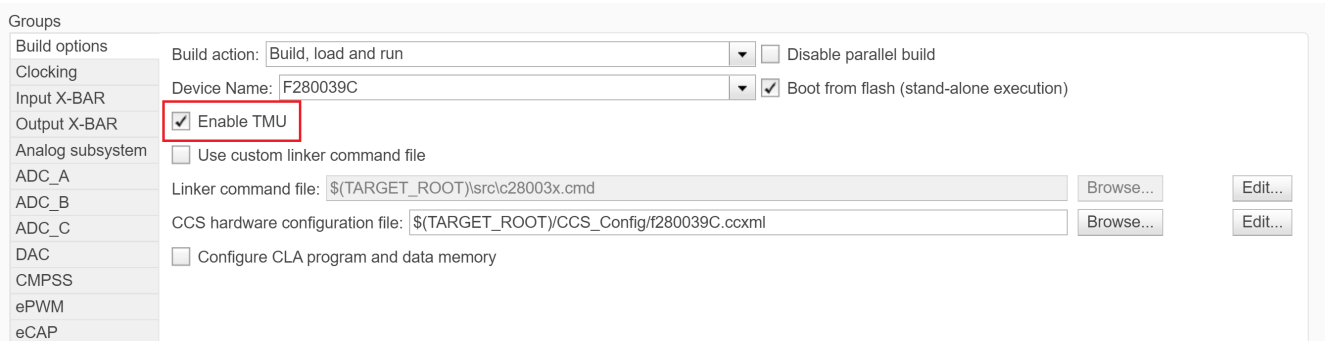 Groups
Build options
Clocking
Input X-BAR
Output X-BAR
Analog subsystem
ADC_A
ADC_B
ADC_C
DAC
CMPSS
ePWM
eCAP
Build action: Build, load and run Disable parallel build
Device Name: F280039C Boot from flash (stand-alone execution)
Enable TMU
Use custom linker command file
Linker command file: $(TARGET_ROOT)\src\c28003x.cmd Browse... Edit...
CCS hardware configuration file: $(TARGET_ROOT)/CCS_Config/f280039C.ccxml Browse... Edit...
Configure CLA program and data memory